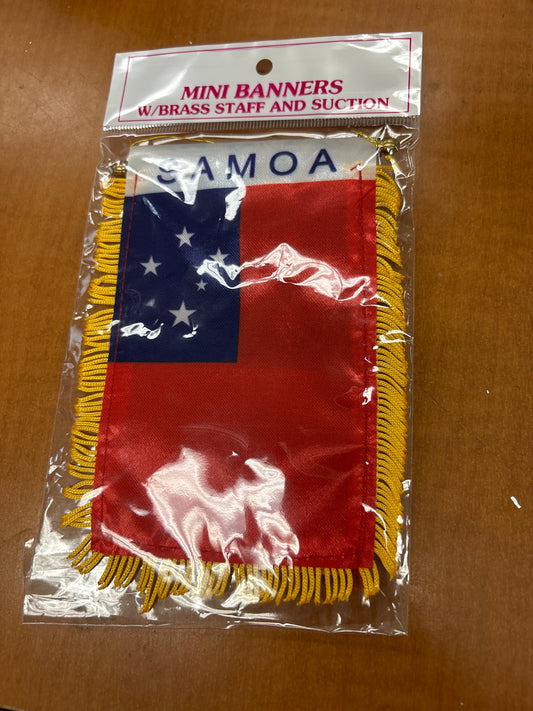 MINI BANNERS
W/BRASS STAFF AND SUCTION
SAMOA